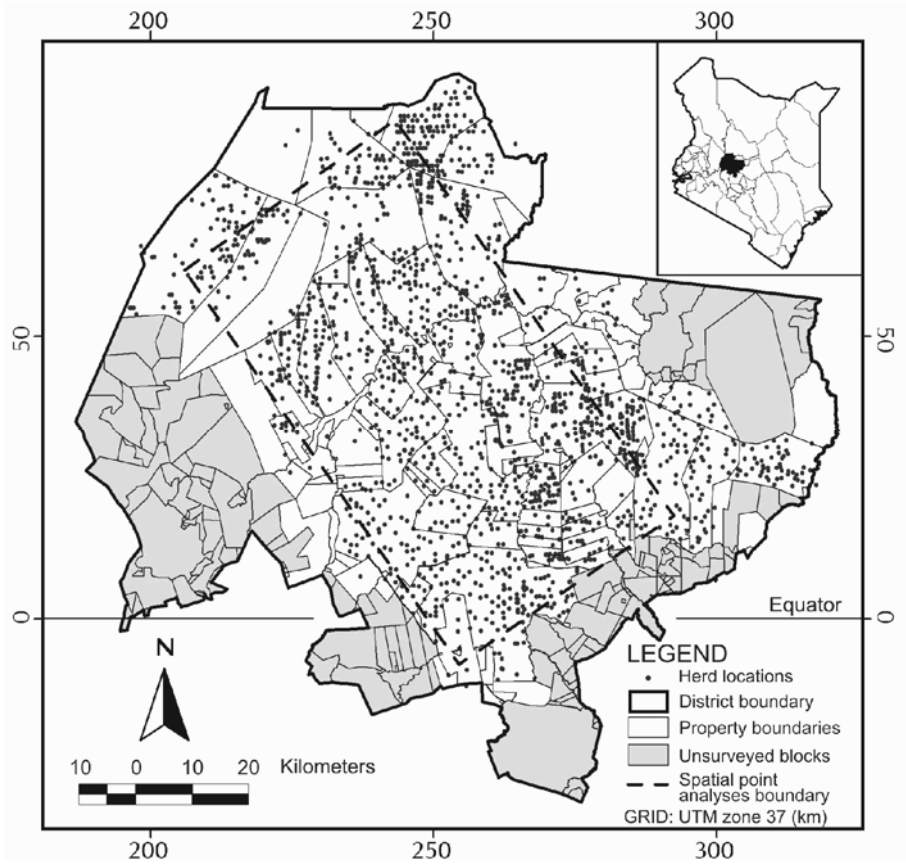 200 250 300
50 50
0 0
Equator
N
10 0 10 20 Kilometers
LEGEND
Herd locations
District boundary
Property boundaries
Unsurveyed blocks
Spatial point
analyses boundary
GRID: UTM zone 37 (km)
200 250 300